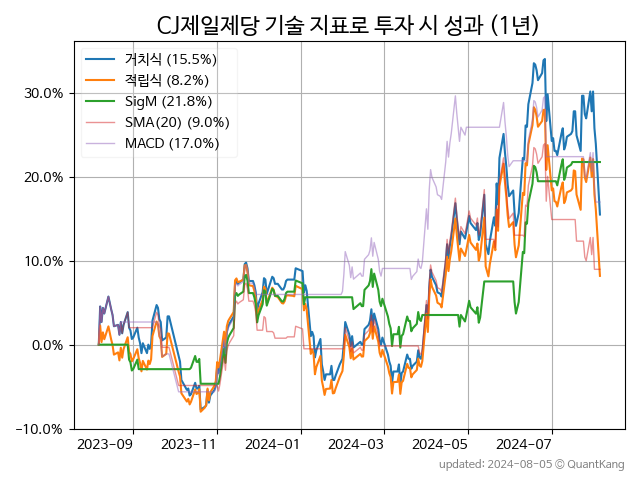 CJ제일제당 기술 지표로 투자 시 성과 (1년)
거치식 (15.5%)
적립식 (8.2%)
SigM (21.8%)
SMA(20) (9.0%)
MACD (17.0%)
30.0%
20.0%
10.0%
0.0%
-10.0%
2023-09 2023-11 2024-01 2024-03 2024-05 2024-07
updated: 2024-08-05 © QuantKang